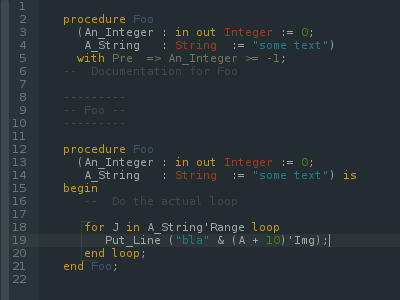 1
2 procedure Foo
3 (An_Integer : in out Integer := 0;
4 A_String : String := "some text")
5 with Pre => An_Integer >= -1;
6 -- Documentation for Foo
7
8 ---------
9 -- Foo --
10 ---------
11
12 procedure Foo
13 (An_Integer : in out Integer := 0;
14 A_String : String := "some text") is
15 begin
16 -- Do the actual loop
17
18 for J in A_String'Range loop
19 Put_Line ("bla" & (A + 10)'Img);
20 end loop;
21 end Foo;
22